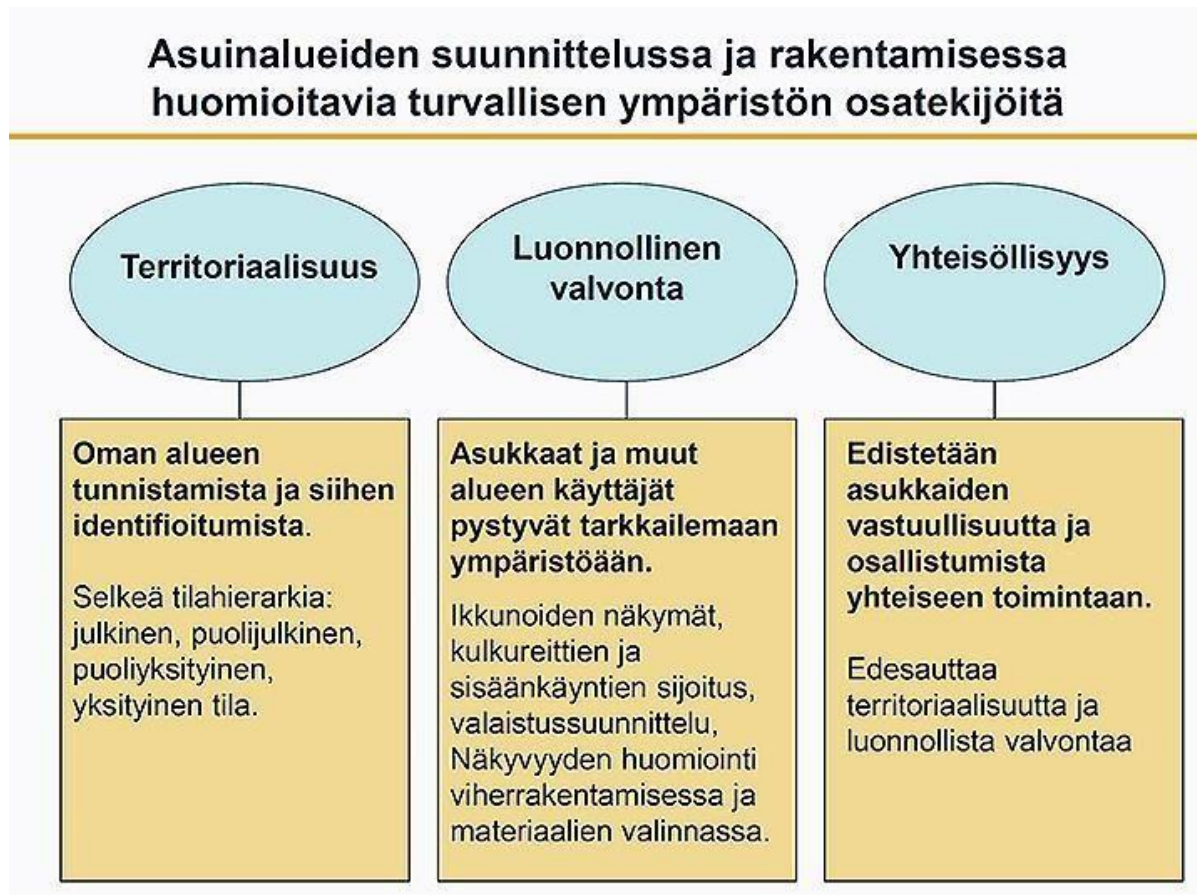 Asuinalueiden suunnittelussa ja rakentamisessa
huomioitavia turvallisen ympäristön osatekijöitä
Territoriaalisuus
Oman alueen
tunnistamista ja siihen
identifioitumista.
Selkeä tilahierarkia:
julkinen, puolijulkinen,
puoliyksityinen,
yksityinen tila.
Luonnollinen
valvonta
Asukkaat ja muut
alueen käyttäjät
pystyvät tarkkailemaan
ympäristöään.
Ikkunoiden näkymät,
kulkureittien ja
sisäänkäyntien sijoitus,
valaistussuunnittelu,
Näkyvyyden huomiointi
viherrakentamisessa ja
materiaalien valinnassa.
Yhteisöllisyys
Edistetään
asukkaiden
vastuullisuutta ja
osallistumista
yhteiseen toimintaan.
Edesauttaa
territoriaalisuutta ja
luonnollista valvontaa